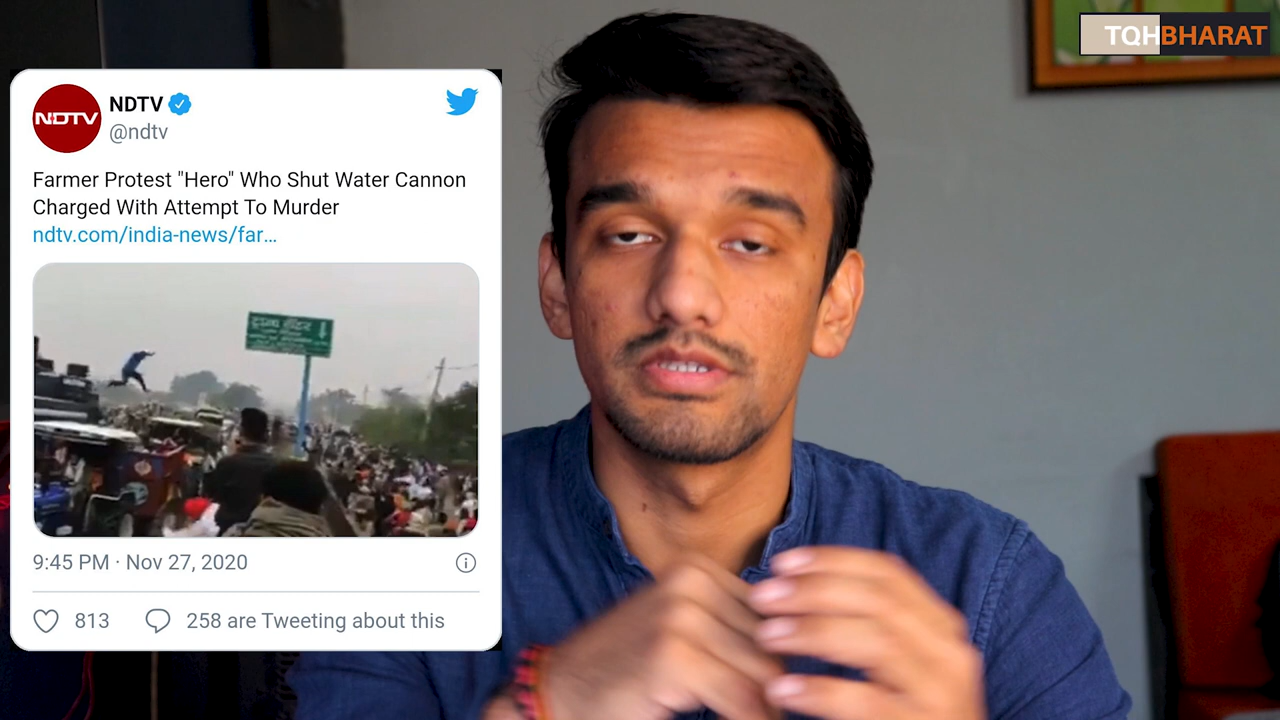 TQHBHARAT
NDTV
NDTV
@ndtv
Farmer Protest "Hero" Who Shut Water Cannon
Charged With Attempt To Murder
ndtv.com/india-news/far...
9:45 PM · Nov 27, 2020
813
258 are Tweeting about this